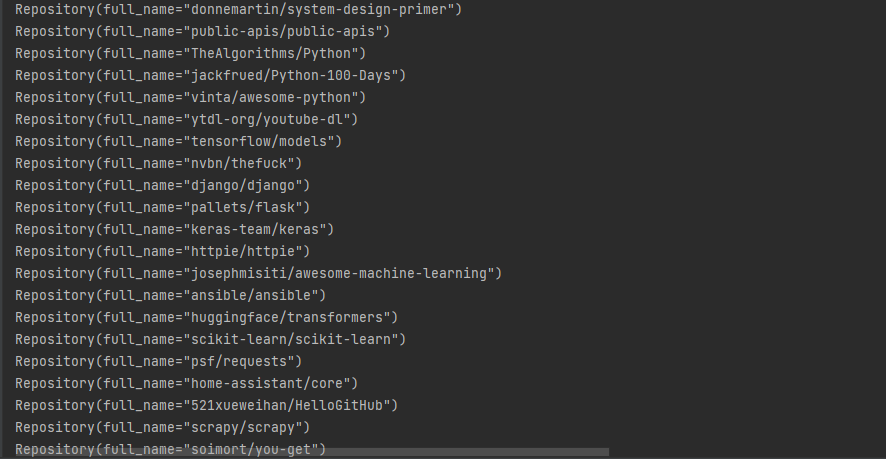 Repository(full_name="donnemartin/system-design-primer")
Repository(full_name="public-apis/public-apis")
Repository(full_name="TheAlgorithms/Python")
Repository(full_name="jackfrued/Python-100-Days")
Repository(full_name="vinta/awesome-python")
Repository(full_name="ytdl-org/youtube-dl")
Repository(full_name="tensorflow/models")
Repository(full_name="nvbn/thefuck")
Repository(full_name="django/django")
Repository(full_name="pallets/flask")
Repository(full_name="keras-team/keras")
Repository(full_name="httpie/httpie")
Repository(full_name="josephmisiti/awesome-machine-learning")
Repository(full_name="ansible/ansible")
Repository(full_name="huggingface/transformers")
Repository(full_name="scikit-learn/scikit-learn")
Repository(full_name="psf/requests")
Repository(full_name="home-assistant/core")
Repository(full_name="521xueweihan/HelloGitHub")
Repository(full_name="scrapy/scrapy")
Repository(full_name="soimort/you-get")